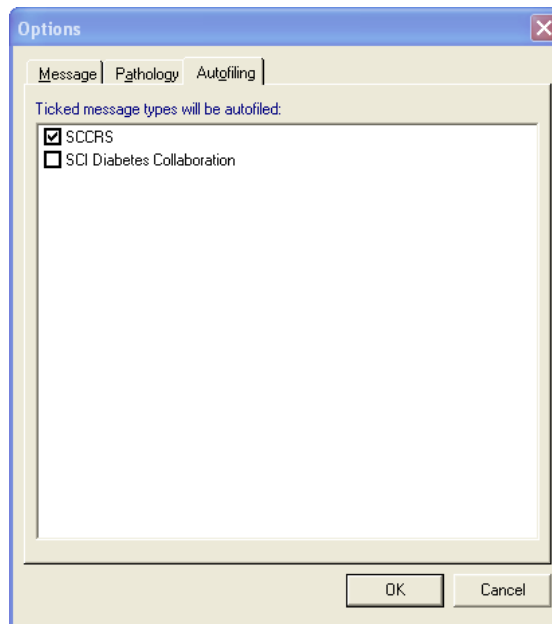 Options
Message Pathology Autofiling
Ticked message types will be autofiled:
SCCRS
SCI Diabetes Collaboration
OK Cancel